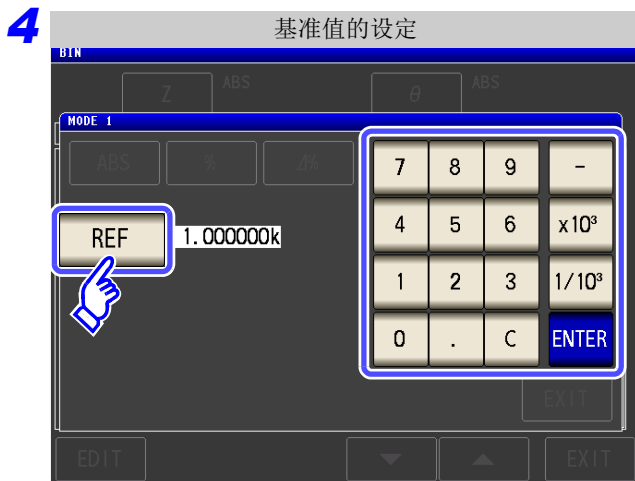 4 基准值的设定
BIN
Z ABS θ ABS
MODE 1
ABS % Δ%
7 8 9 -
REF 1.000000k
4 5 6 x10³
1 2 3 1/10³
0 . C ENTER
EXIT
EDIT EXIT